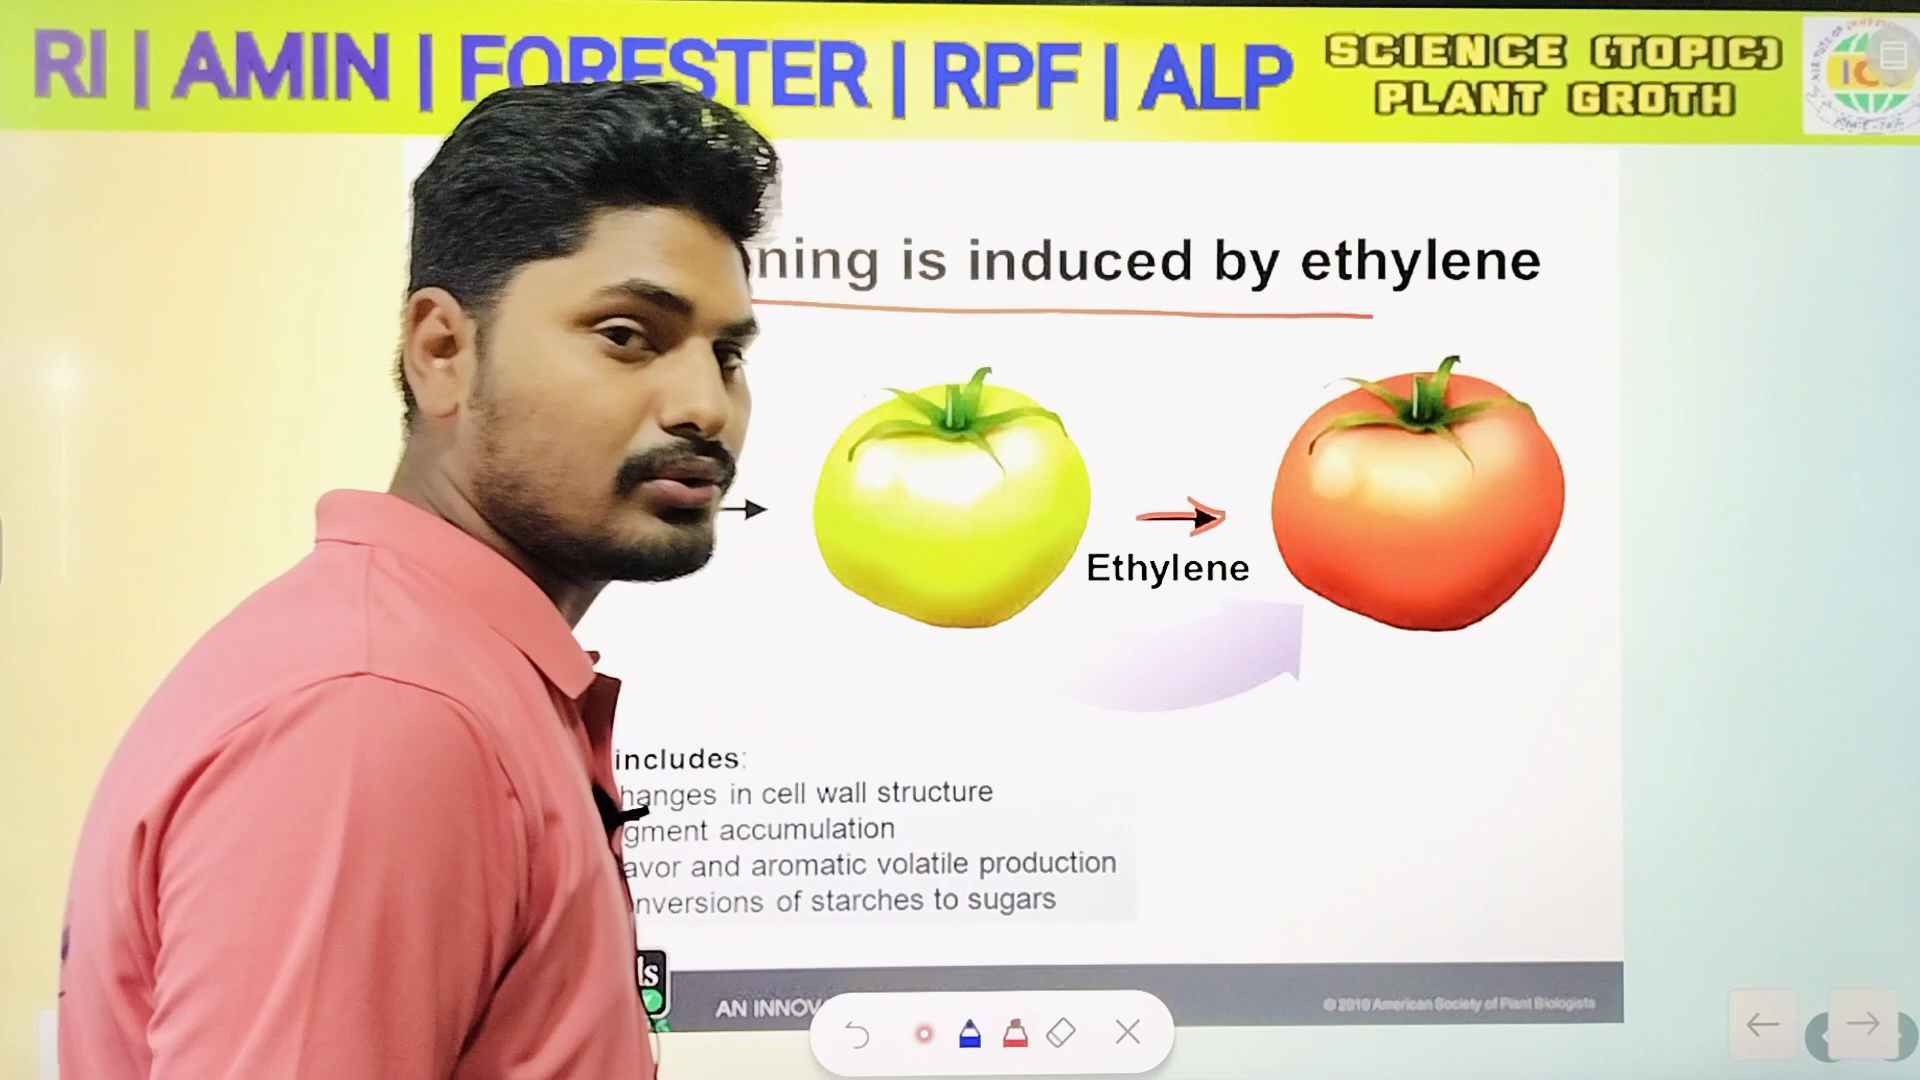 RI | AMIN | FORESTER | RPF | ALP
SCIENCE (TOPIC)
PLANT GROTH
ning is induced by ethylene
Ethylene
includes:
hanges in cell wall structure
gment accumulation
avor and aromatic volatile production
nversions of starches to sugars
ls
AN INNOV
© 2010 American Society of Plant Biologists